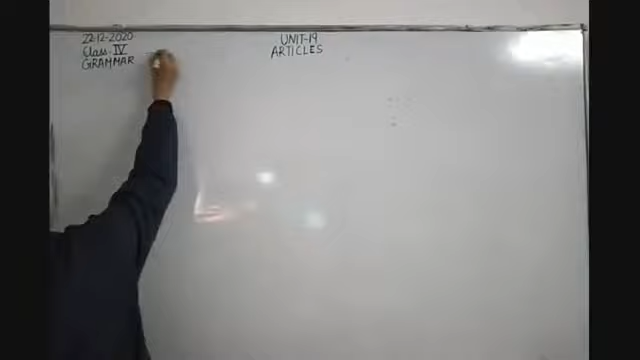 22-12-2020
Class-IV
GRAMMAR
UNIT-19
ARTICLES